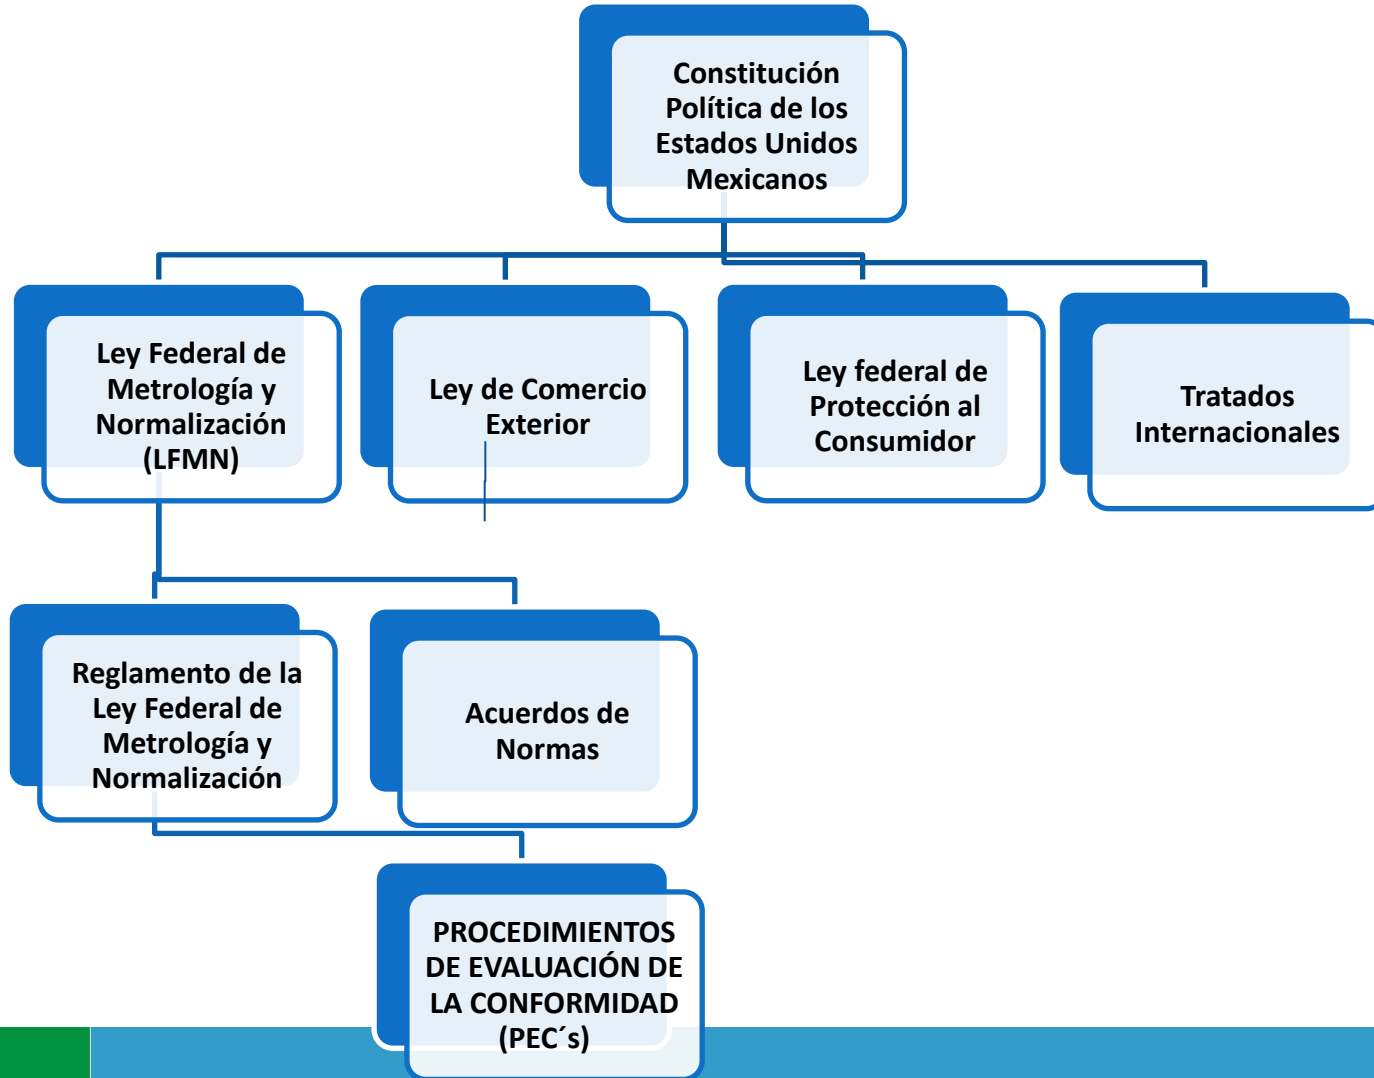 Constitución
Política de los
Estados Unidos
Mexicanos
Ley Federal de
Metrología y
Normalización
(LFMN)
Ley de Comercio
Exterior
Ley federal de
Protección al
Consumidor
Tratados
Internacionales
Reglamento de la
Ley Federal de
Metrología y
Normalización
Acuerdos de
Normas
PROCEDIMIENTOS
DE EVALUACIÓN DE
LA CONFORMIDAD
(PEC´s)